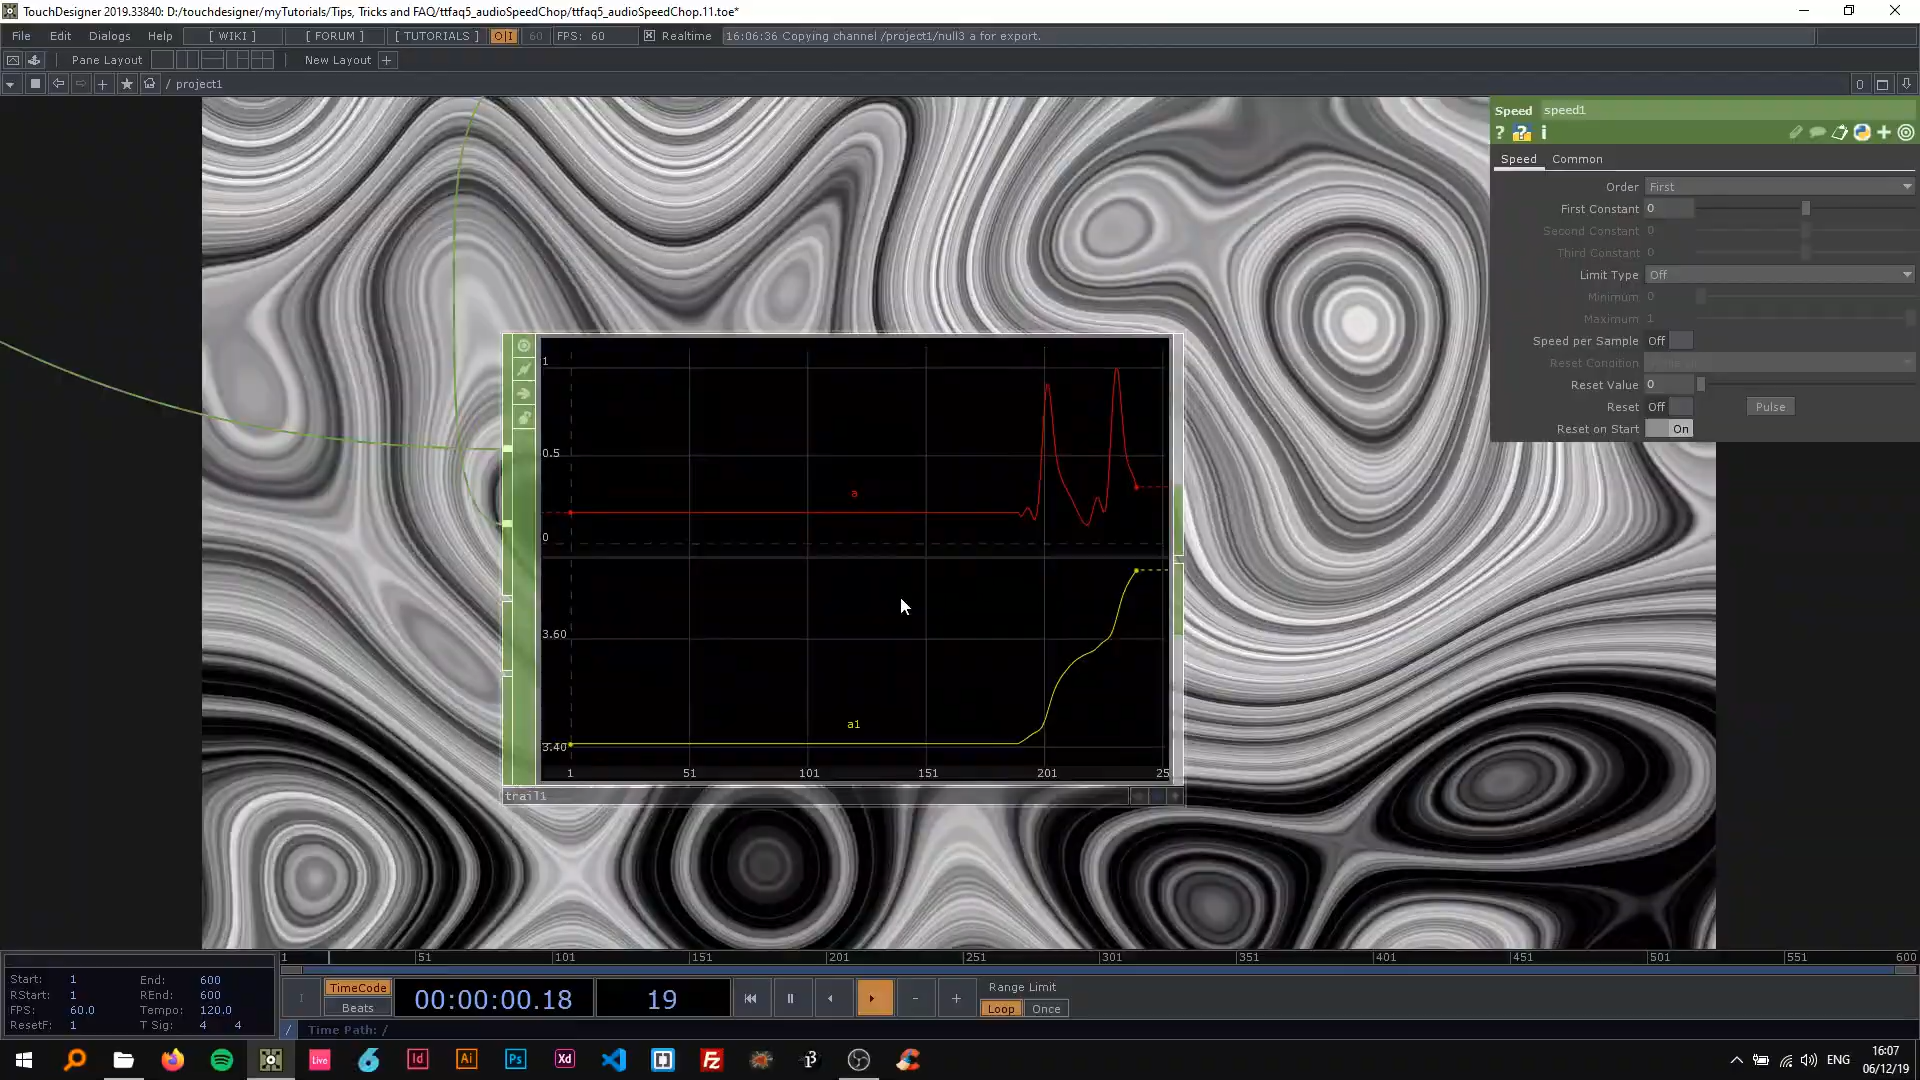 TouchDesigner 2019.33840: D:/touchdesigner/myTutorials/Tips, Tricks and FAQ/ttfaq5_audioSpeedChop/ttfaq5_audioSpeedChop.11.toe*
File Edit Dialogs Help [ WIKI ] [ FORUM ] [ TUTORIALS ] O|I 60 FPS: 60 Realtime 16:06:36 Copying channel /project1/null3 a for export.
Pane Layout New Layout +
/ project1 0
Speed speed1
? ? i
Speed Common
Order First
First Constant 0
Second Constant 0
Third Constant 0
Limit Type Off
Minimum 0
Maximum 1
Speed per Sample Off
Reset Condition
Reset Value 0
Reset Off Pulse
Reset on Start On
1
0.5
a
0
3.60
a1
3.40
1 51 101 151 201 25
trail1
1 51 101 151 201 251 301 351 401 451 501 551 600
Start: 1 End: 600
RStart: 1 REnd: 600
FPS: 60.0 Tempo: 120.0
ResetF: 1 T Sig: 4 4
TimeCode
Beats
00:00:00.18 19
Range Limit
Loop Once
/ Time Path: /
Live Id Ai Ps Xd Fz
ENG
16:07
06/12/19